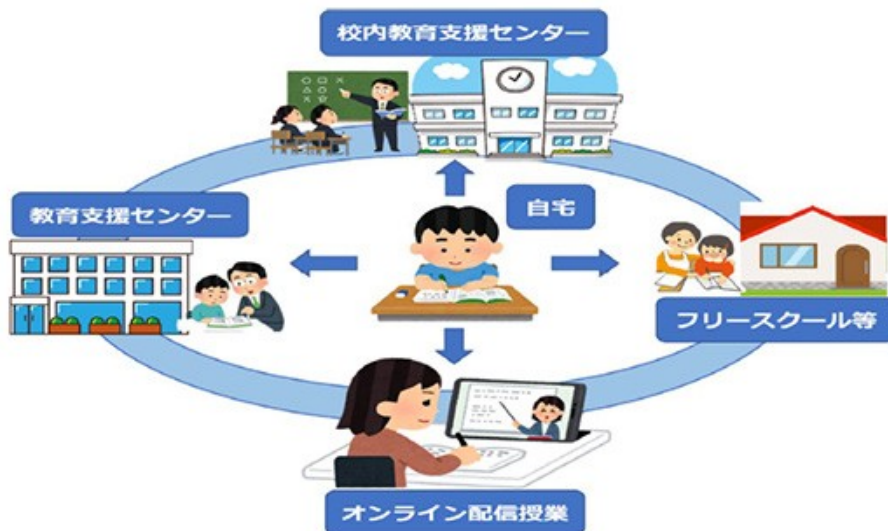 校内教育支援センター
教育支援センター
自宅
フリースクール等
オンライン配信授業